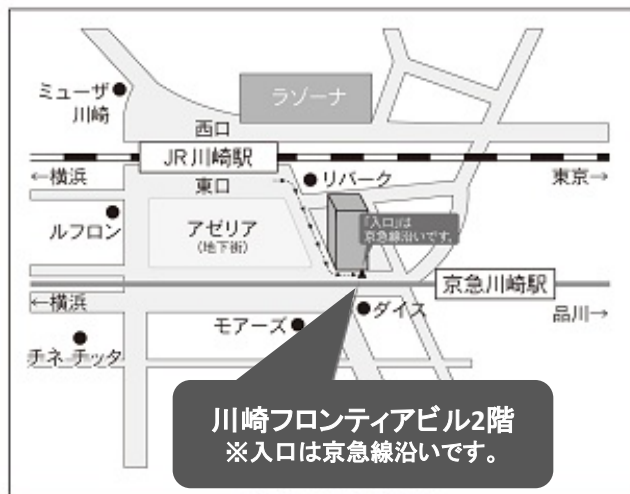 ミューザ
川崎
ラゾーナ
西口
JR川崎駅
←横浜
東口
リバーク
東京→
ルフロン
アゼリア
(地下街)
「入口」は
京急線沿いです。
京急川崎駅
←横浜
モアーズ
ダイス
品川→
チネ チッタ
川崎フロンティアビル2階
※入口は京急線沿いです。